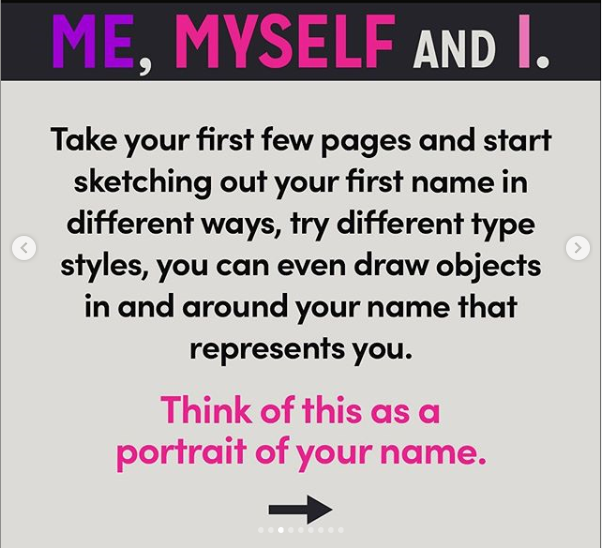 ME, MYSELF AND I.
Take your first few pages and start
sketching out your first name in
different ways, try different type
styles, you can even draw objects
in and around your name that
represents you.
Think of this as a
portrait of your name.